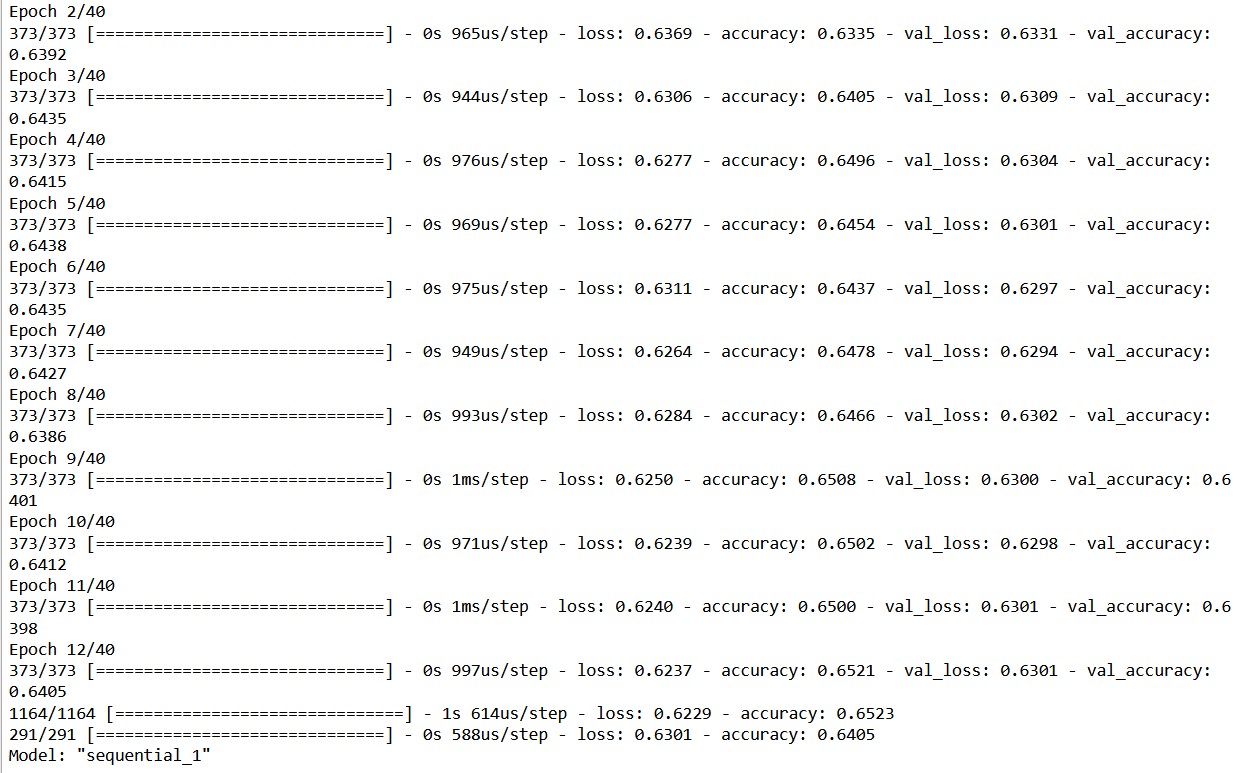 Epoch 2/40
373/373 [==============================] - 0s 965us/step - loss: 0.6369 - accuracy: 0.6335 - val_loss: 0.6331 - val_accuracy:
0.6392
Epoch 3/40
373/373 [==============================] - 0s 944us/step - loss: 0.6306 - accuracy: 0.6405 - val_loss: 0.6309 - val_accuracy:
0.6435
Epoch 4/40
373/373 [==============================] - 0s 976us/step - loss: 0.6277 - accuracy: 0.6496 - val_loss: 0.6304 - val_accuracy:
0.6415
Epoch 5/40
373/373 [==============================] - 0s 969us/step - loss: 0.6277 - accuracy: 0.6454 - val_loss: 0.6301 - val_accuracy:
0.6438
Epoch 6/40
373/373 [==============================] - 0s 975us/step - loss: 0.6311 - accuracy: 0.6437 - val_loss: 0.6297 - val_accuracy:
0.6435
Epoch 7/40
373/373 [==============================] - 0s 949us/step - loss: 0.6264 - accuracy: 0.6478 - val_loss: 0.6294 - val_accuracy:
0.6427
Epoch 8/40
373/373 [==============================] - 0s 993us/step - loss: 0.6284 - accuracy: 0.6466 - val_loss: 0.6302 - val_accuracy:
0.6386
Epoch 9/40
373/373 [==============================] - 0s 1ms/step - loss: 0.6250 - accuracy: 0.6508 - val_loss: 0.6300 - val_accuracy: 0.6
401
Epoch 10/40
373/373 [==============================] - 0s 971us/step - loss: 0.6239 - accuracy: 0.6502 - val_loss: 0.6298 - val_accuracy:
0.6412
Epoch 11/40
373/373 [==============================] - 0s 1ms/step - loss: 0.6240 - accuracy: 0.6500 - val_loss: 0.6301 - val_accuracy: 0.6
398
Epoch 12/40
373/373 [==============================] - 0s 997us/step - loss: 0.6237 - accuracy: 0.6521 - val_loss: 0.6301 - val_accuracy:
0.6405
1164/1164 [==============================] - 1s 614us/step - loss: 0.6229 - accuracy: 0.6523
291/291 [==============================] - 0s 588us/step - loss: 0.6301 - accuracy: 0.6405
Model: "sequential_1"